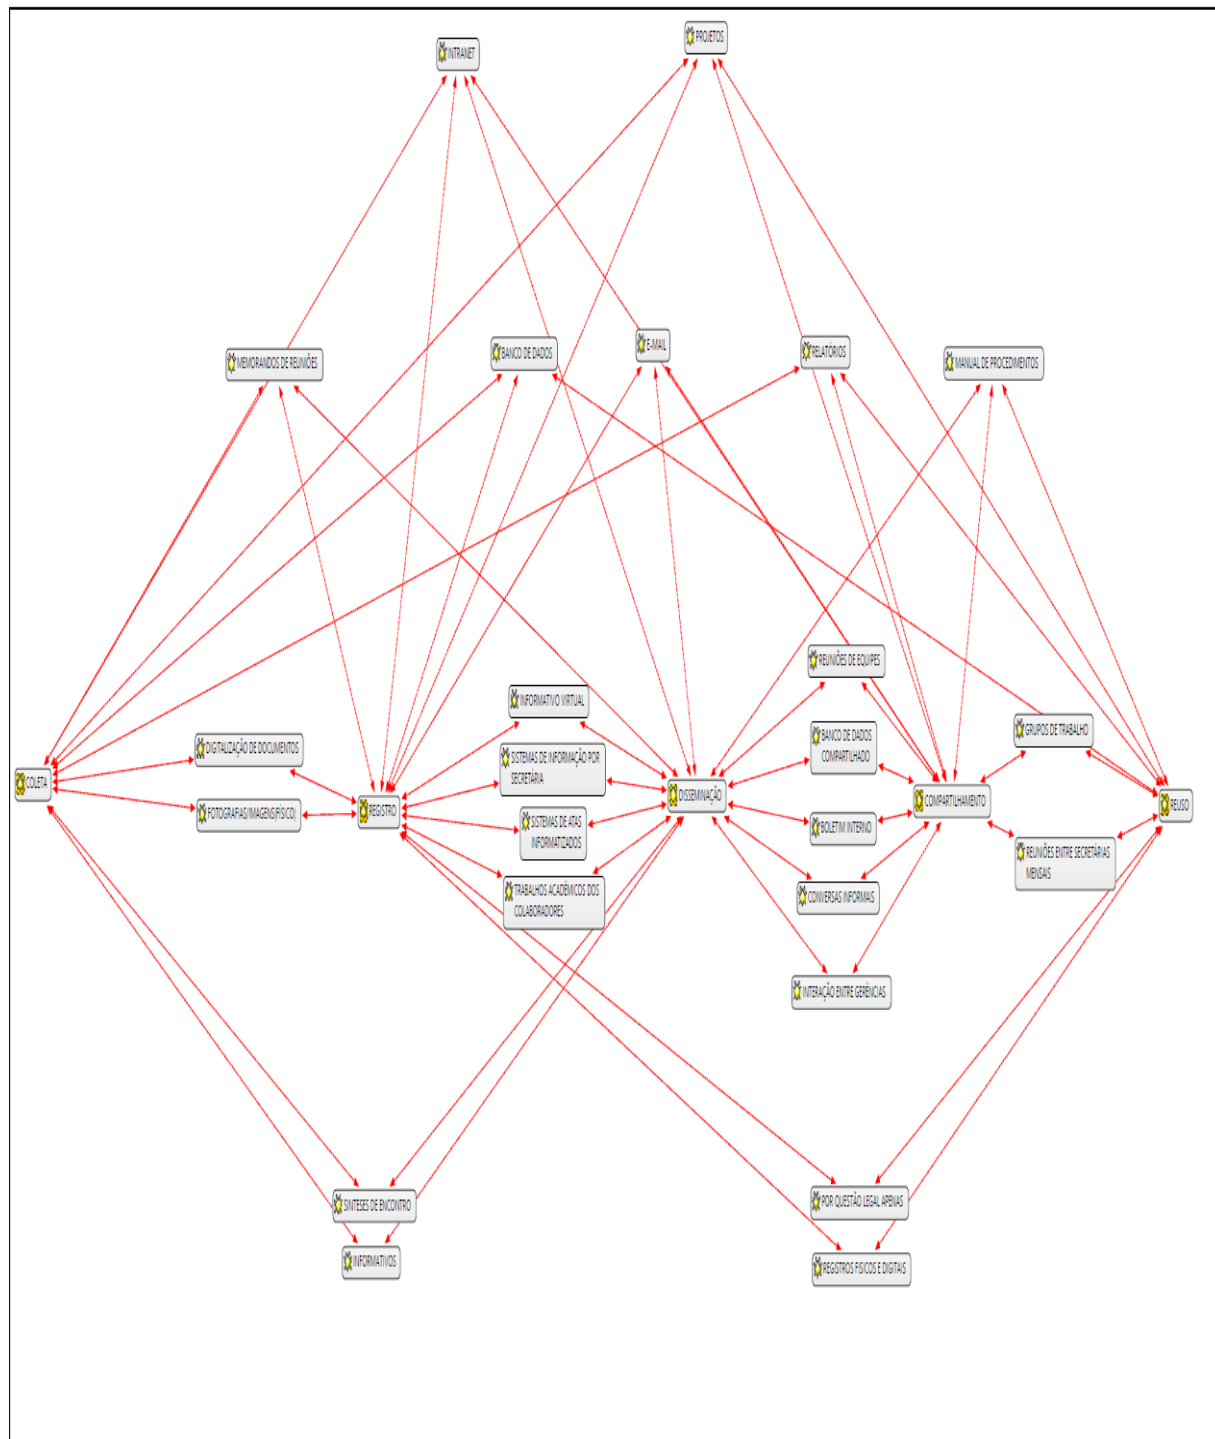 INTRANET
PROJETOS
MEMORANDOS DE REUNIÕES
BANCO DE DADOS
E-MAIL
RELATÓRIOS
MANUAL DE PROCEDIMENTOS
REUNIÕES DE EQUIPES
INFORMATIVO VIRTUAL
GRUPOS DE TRABALHO
DIGITALIZAÇÃO DE DOCUMENTOS
SISTEMAS DE INFORMAÇÃO POR
SECRETÁRIA
BANCO DE DADOS
COMPARTILHADO
COLETA
FOTOGRAFIAS/IMAGENS(FÍSICO)
REGISTRO
DISSEMINAÇÃO
COMPARTILHAMENTO
REUSO
SISTEMAS DE ATAS
INFORMATIZADOS
BOLETIM INTERNO
REUNIÕES ENTRE SECRETÁRIAS
MENSAIS
TRABALHOS ACADÊMICOS DOS
COLABORADORES
CONVERSAS INFORMAIS
INTERAÇÃO ENTRE GERÊNCIAS
SINTESES DE ENCONTRO
POR QUESTÃO LEGAL APENAS
INFORMATIVOS
REGISTROS FISICOS E DIGITAIS